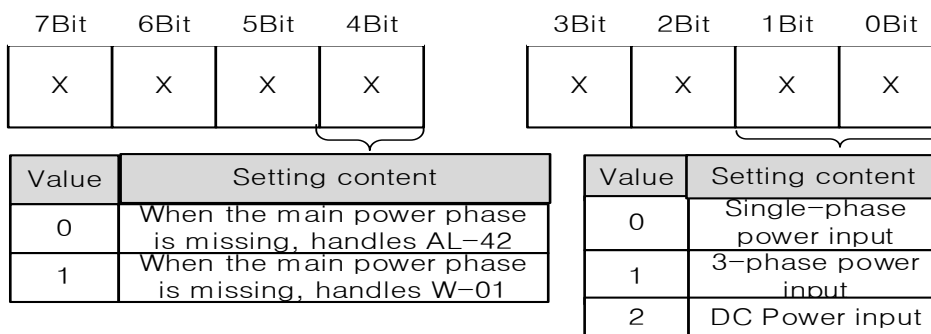 7Bit 6Bit 5Bit 4Bit 3Bit 2Bit 1Bit 0Bit
X X X X X X X X
Value Setting content
0 When the main power phase
is missing, handles AL-42
1 When the main power phase
is missing, handles W-01
Value Setting content
0 Single-phase
power input
1 3-phase power
input
2 DC Power input